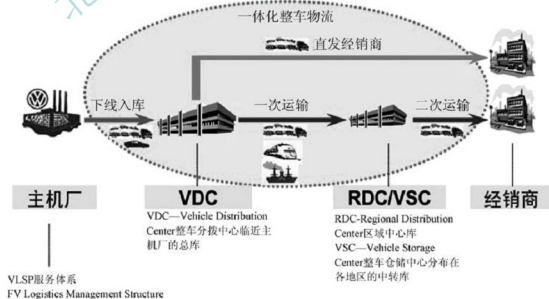 一体化整车物流
直发经销商
下线入库
一次运输
二次运输
主机厂
VDC
RDC/VSC
经销商
VDC—Vehicle Distribution
Center整车分拨中心临近主
机厂的总库
RDC-Regional Distribution
Center区域中心库
VSC—Vehicle Storage
Center整车仓储中心分布在
各地区的中转库
VLSP服务体系
FV Logistics Management Structure